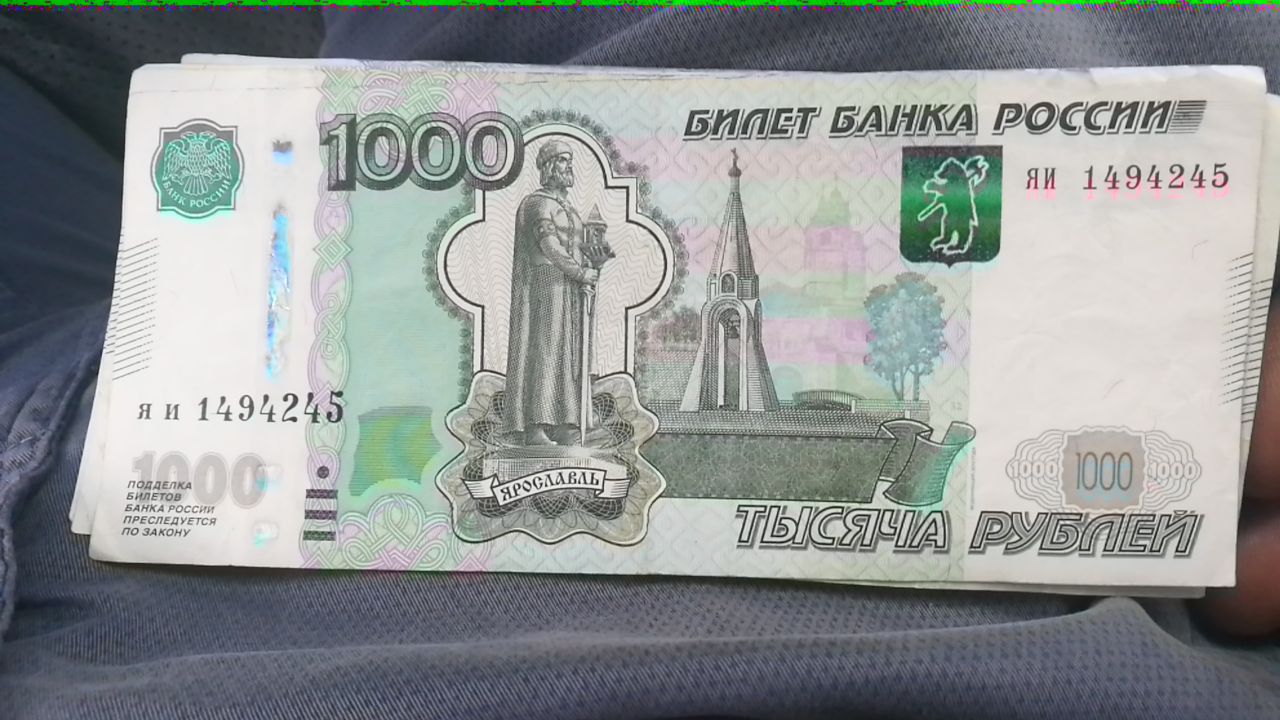 БАНК РОССИИ
1000
БИЛЕТ БАНКА РОССИИ
ЯИ 1494245
ЯИ 1494245
1000
ПОДДЕЛКА
БИЛЕТОВ
БАНКА РОССИИ
ПРЕСЛЕДУЕТСЯ
ПО ЗАКОНУ
ЯРОСЛАВЛЬ
1000 1000 1000
ТЫСЯЧА РУБЛЕЙ